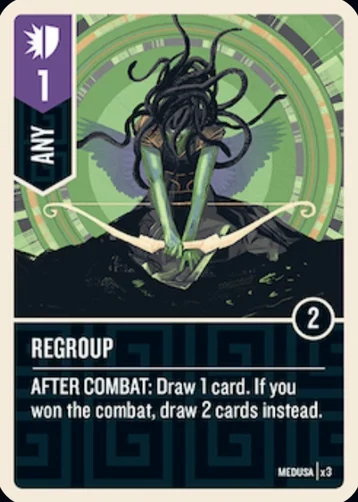 1
ANY
2
REGROUP
AFTER COMBAT: Draw 1 card. If you
won the combat, draw 2 cards instead.
MEDUSA | x3